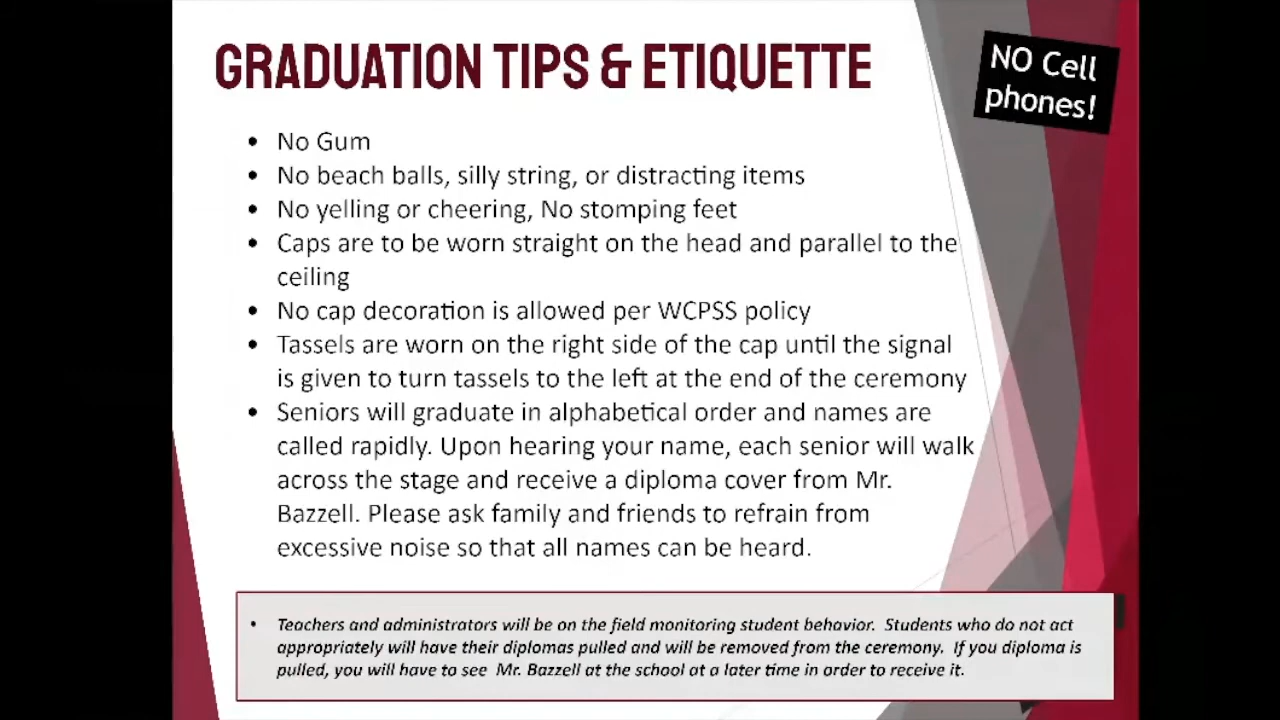 GRADUATION TIPS & ETIQUETTE
NO Cell
phones!
• No Gum
• No beach balls, silly string, or distracting items
• No yelling or cheering, No stomping feet
• Caps are to be worn straight on the head and parallel to the
ceiling
• No cap decoration is allowed per WCPSS policy
• Tassels are worn on the right side of the cap until the signal
is given to turn tassels to the left at the end of the ceremony
• Seniors will graduate in alphabetical order and names are
called rapidly. Upon hearing your name, each senior will walk
across the stage and receive a diploma cover from Mr.
Bazzell. Please ask family and friends to refrain from
excessive noise so that all names can be heard.
• Teachers and administrators will be on the field monitoring student behavior. Students who do not act
appropriately will have their diplomas pulled and will be removed from the ceremony. If you diploma is
pulled, you will have to see Mr. Bazzell at the school at a later time in order to receive it.